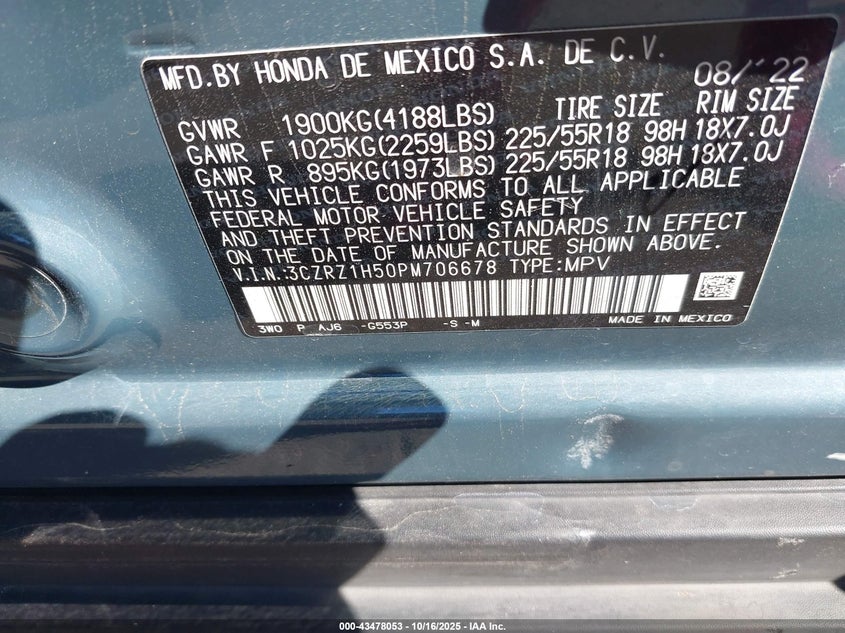 MFD.BY HONDA DE MEXICO S.A. DE C.V. 08/22
GVWR 1900KG(4188LBS) TIRE SIZE RIM SIZE
GAWR F 1025KG(2259LBS) 225/55R18 98H 18X7.0J
GAWR R 895KG(1973LBS) 225/55R18 98H 18X7.0J
THIS VEHICLE CONFORMS TO ALL APPLICABLE
FEDERAL MOTOR VEHICLE SAFETY
AND THEFT PREVENTION STANDARDS IN EFFECT
ON THE DATE OF MANUFACTURE SHOWN ABOVE.
V.I.N.:3CZRZ1H50PM706678 TYPE:MPV
3W0 P AJ6 -G553P -S -M MADE IN MEXICO
000-43478053 - 10/16/2025 - IAA Inc.